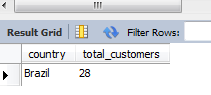 Result Grid Filter Rows:
country total_customers
Brazil 28